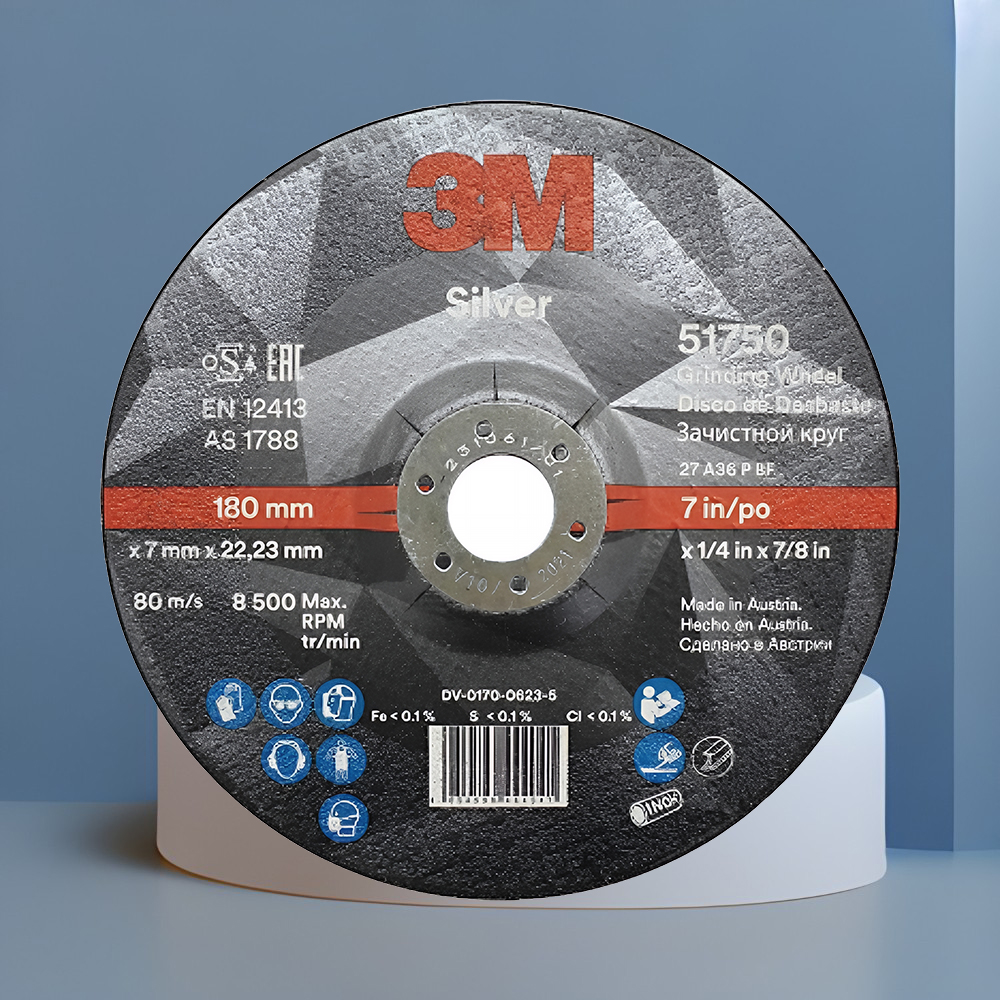 3M
Silver
51750
Grinding Wheel
Disco de Desbaste
Зачистной круг
27 A36 P BF
oSa EAC
EN 12413
AS 1788
180 mm
7 in/po
x 7 mm x 22,23 mm
x 1/4 in x 7/8 in
80 m/s
8 500 Max.
RPM
tr/min
Made in Austria.
Hecho en Austria.
Сделано в Австрии
DV-0170-0623-5
Fe < 0.1 % S < 0.1 % Cl < 0.1 %
INOX
V10 / 2021